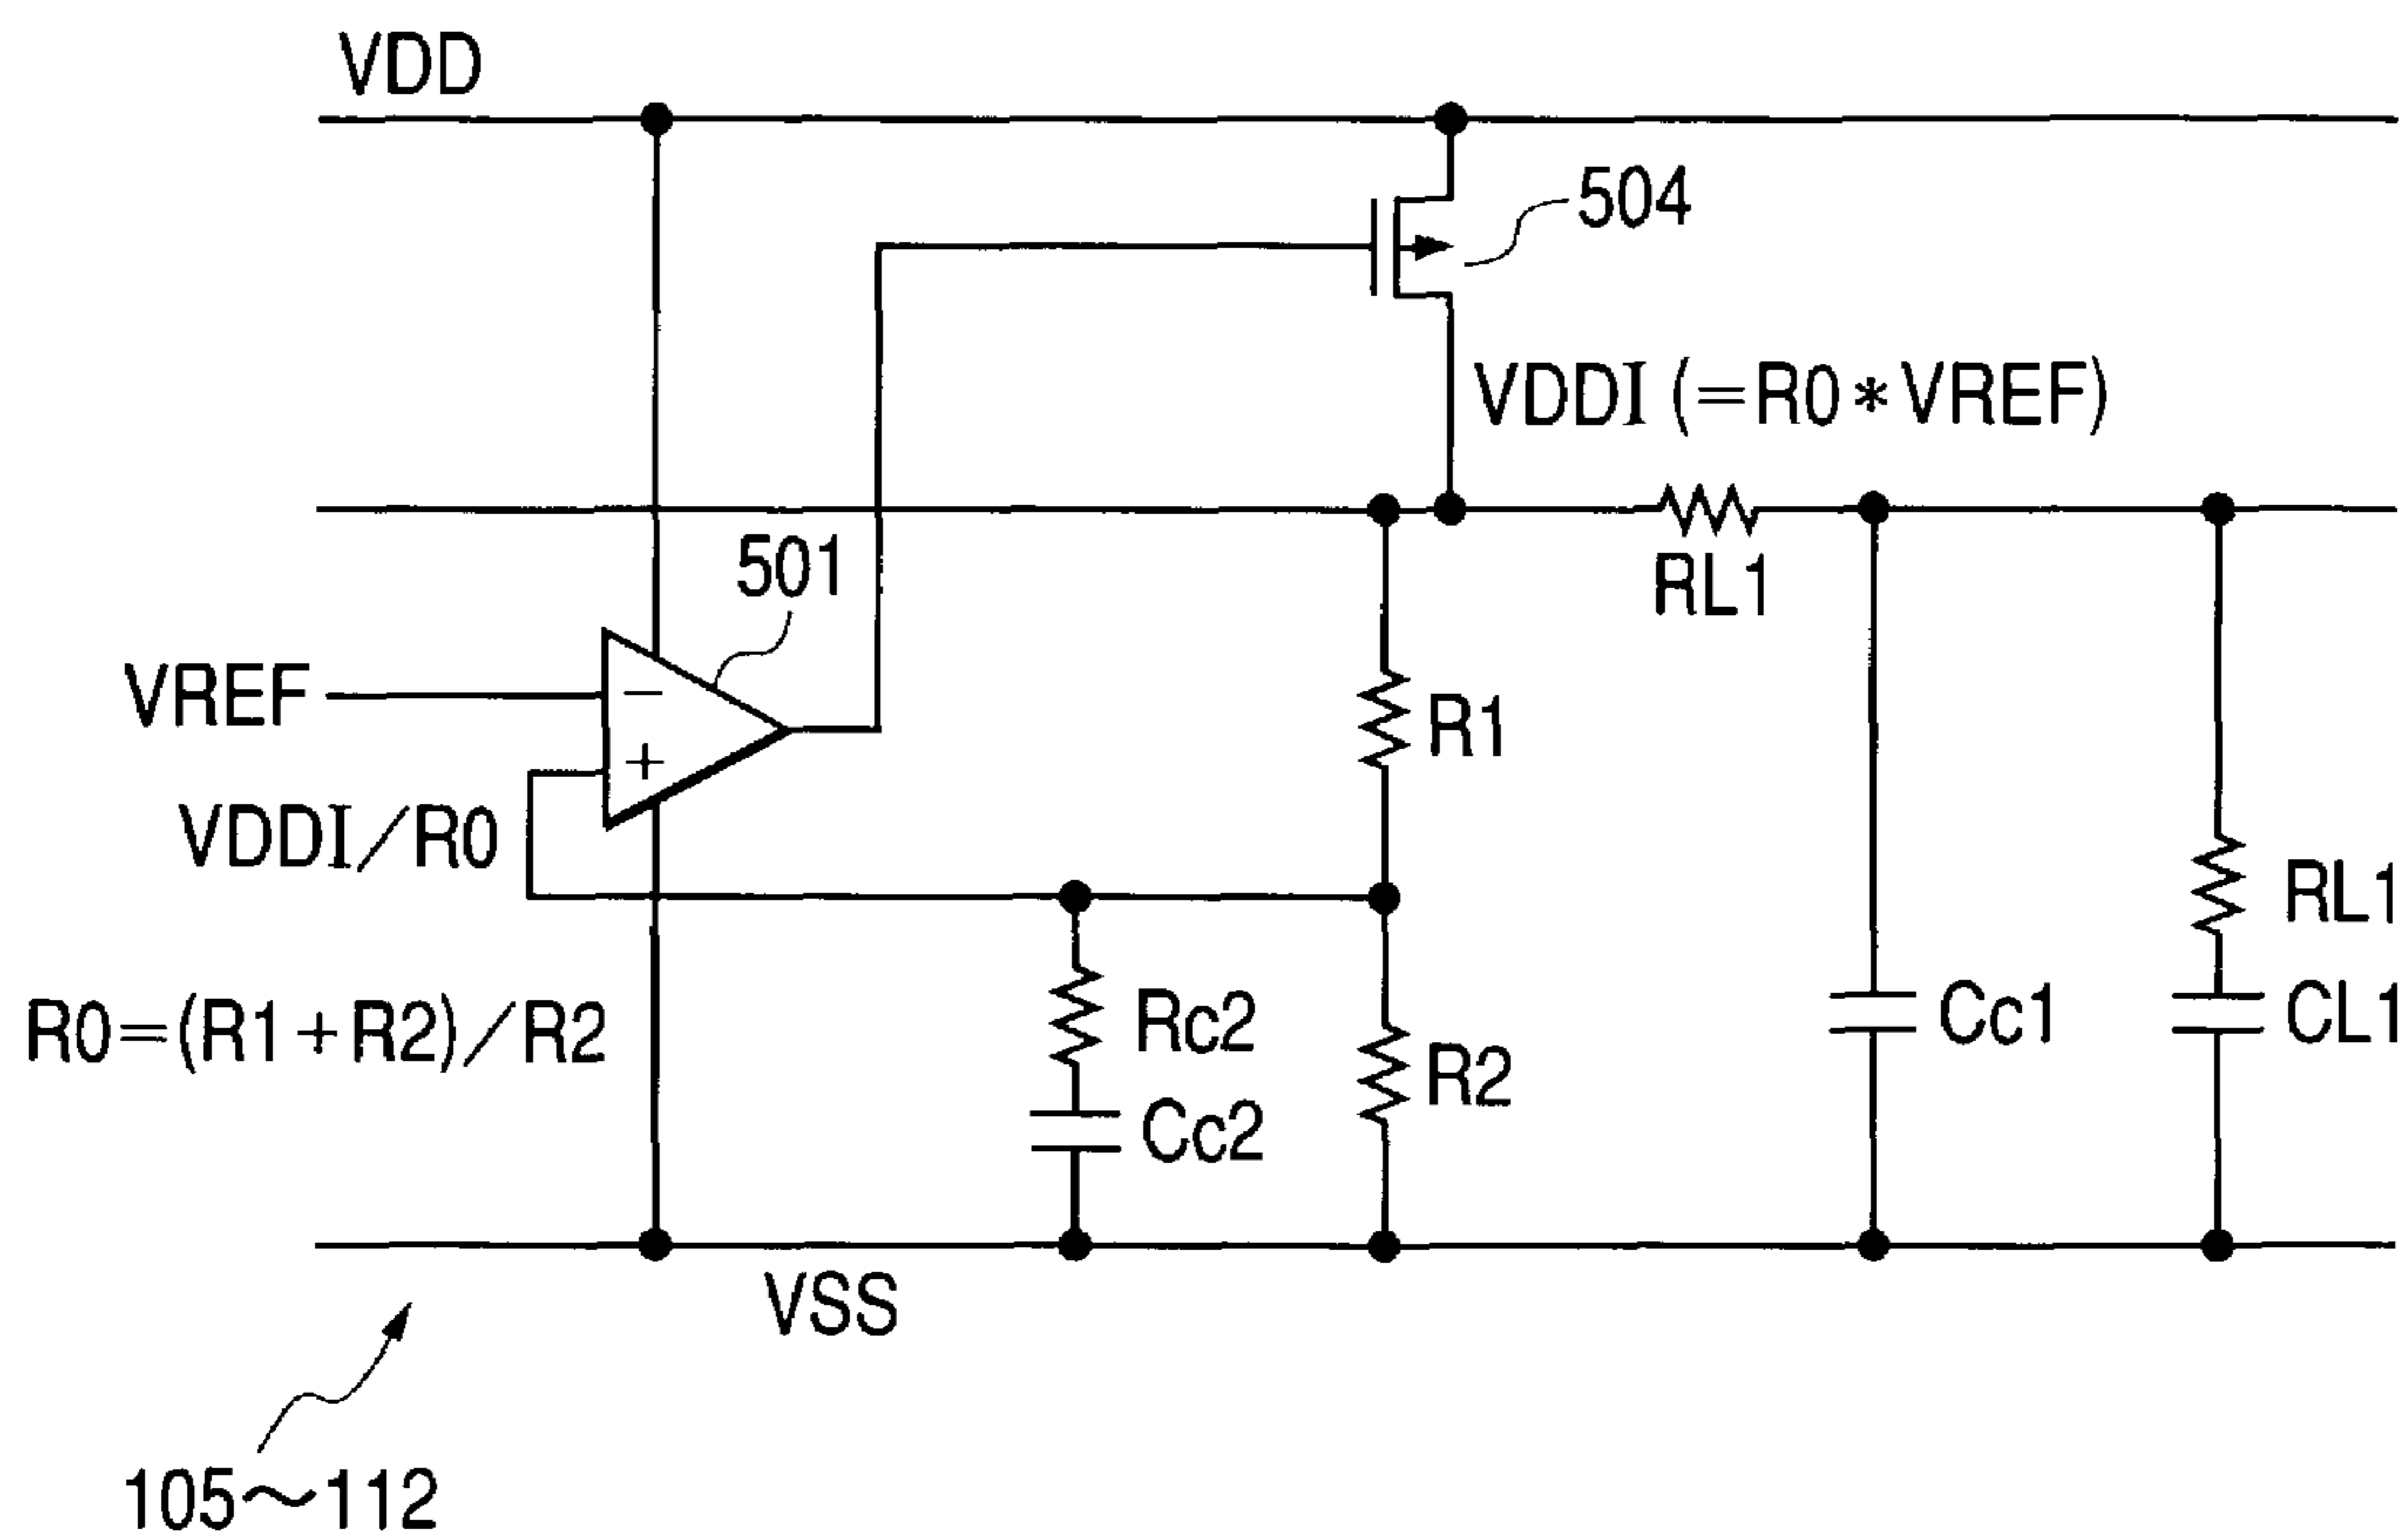 VDD
504
VDDI (=R0*VREF)
501
RL1
VREF
−
+
R1
VDDI/R0
RL1
R0=(R1+R2)/R2
Rc2
Cc1
CL1
R2
Cc2
VSS
105～112